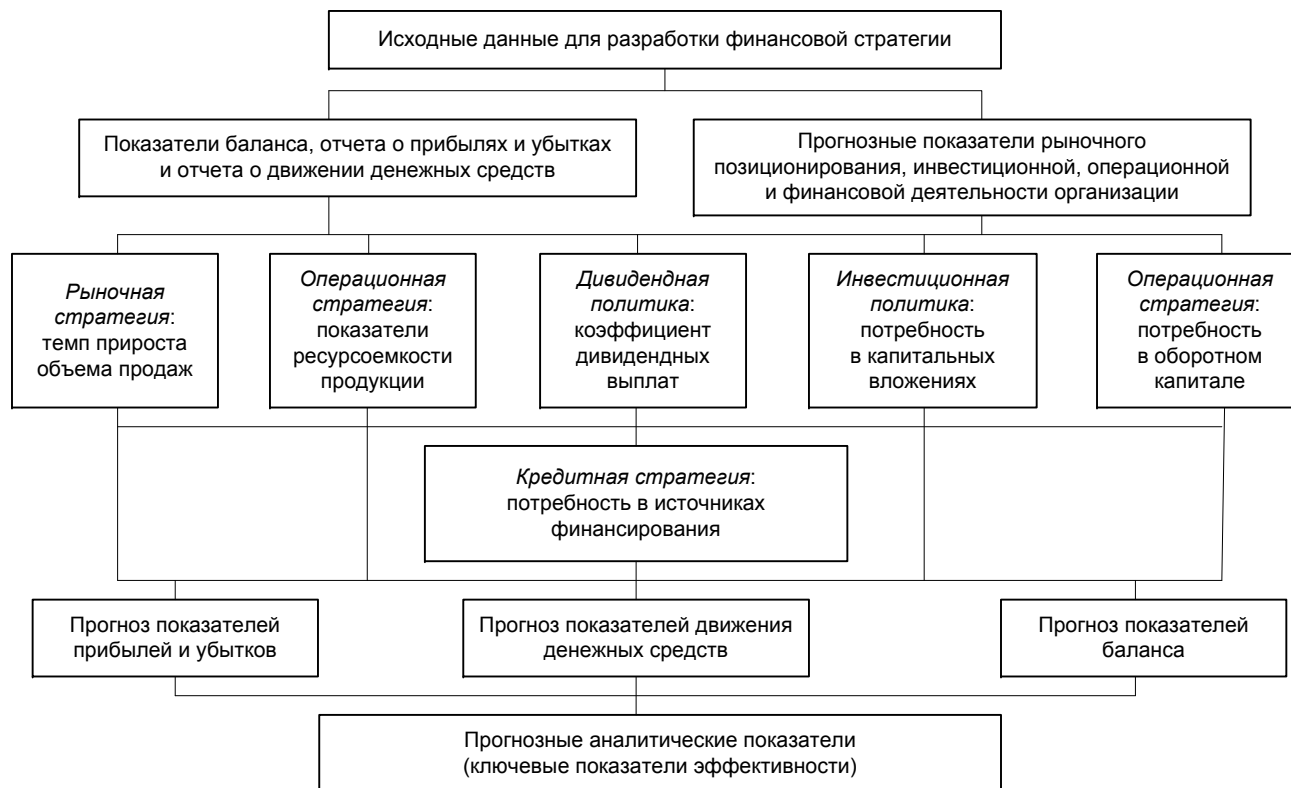 Исходные данные для разработки финансовой стратегии
Показатели баланса, отчета о прибылях и убытках
и отчета о движении денежных средств
Прогнозные показатели рыночного
позиционирования, инвестиционной, операционной
и финансовой деятельности организации
Рыночная
стратегия:
темп прироста
объема продаж
Операционная
стратегия:
показатели
ресурсоемкости
продукции
Дивидендная
политика:
коэффициент
дивидендных
выплат
Инвестиционная
политика:
потребность
в капитальных
вложениях
Операционная
стратегия:
потребность
в оборотном
капитале
Кредитная стратегия:
потребность в источниках
финансирования
Прогноз показателей
прибылей и убытков
Прогноз показателей движения
денежных средств
Прогноз показателей
баланса
Прогнозные аналитические показатели
(ключевые показатели эффективности)